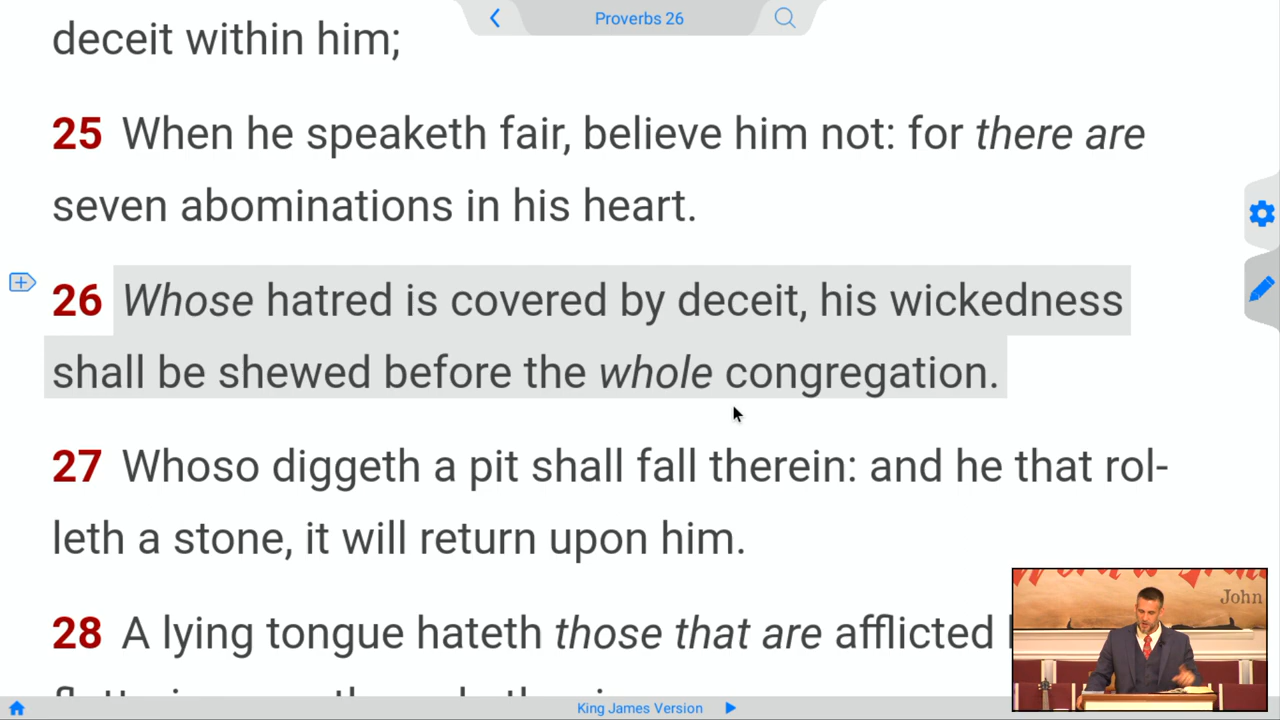 Proverbs 26
deceit within him;
25 When he speaketh fair, believe him not: for there are
seven abominations in his heart.
26 Whose hatred is covered by deceit, his wickedness
shall be shewed before the whole congregation.
27 Whoso diggeth a pit shall fall therein: and he that rol-
leth a stone, it will return upon him.
28 A lying tongue hateth those that are afflicted
John
King James Version